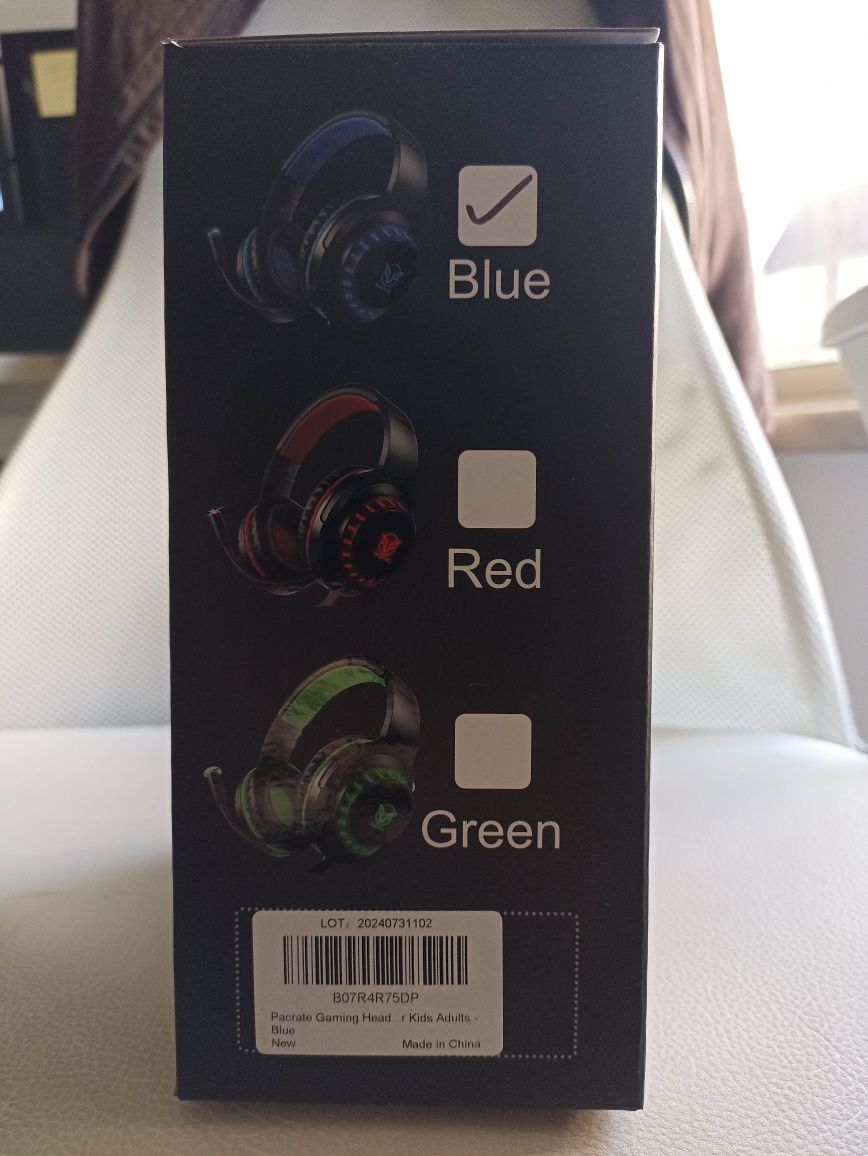 Blue
Red
Green
LOT: 20240731102
B07R4R75DP
Pacrate Gaming Head...r Kids Adults -
Blue
New Made in China